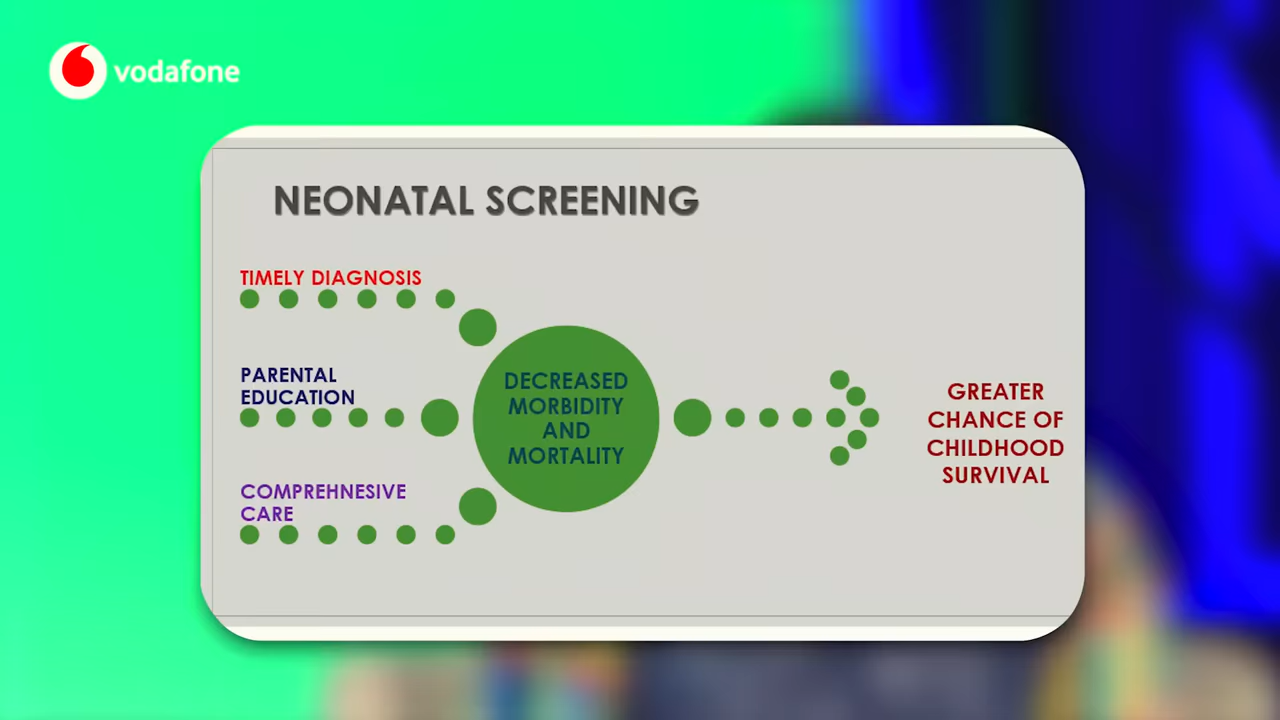 vodafone
NEONATAL SCREENING
TIMELY DIAGNOSIS
PARENTAL
EDUCATION
COMPREHNESIVE
CARE
DECREASED
MORBIDITY
AND
MORTALITY
GREATER
CHANCE OF
CHILDHOOD
SURVIVAL